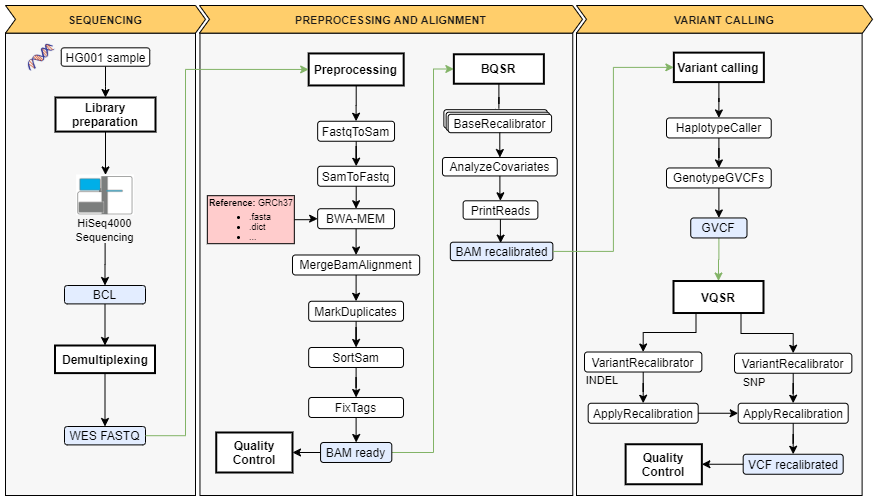 SEQUENCING
HG001 sample
Library
preparation
HiSeq4000
Sequencing
BCL
Demultiplexing
WES FASTQ
PREPROCESSING AND ALIGNMENT
Preprocessing
FastqToSam
SamToFastq
Reference: GRCh37
• .fasta
• .dict
• ...
BWA-MEM
MergeBamAlignment
MarkDuplicates
SortSam
FixTags
BAM ready
Quality
Control
BQSR
BaseRecalibrator
AnalyzeCovariates
PrintReads
BAM recalibrated
VARIANT CALLING
Variant calling
HaplotypeCaller
GenotypeGVCFs
GVCF
VQSR
VariantRecalibrator
INDEL
VariantRecalibrator
SNP
ApplyRecalibration
ApplyRecalibration
VCF recalibrated
Quality
Control